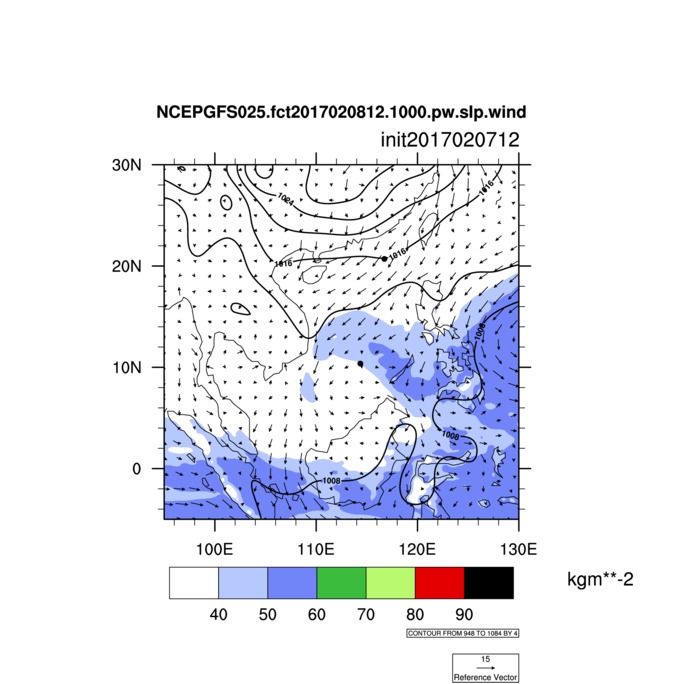 NCEPGFS025.fct2017020812.1000.pw.slp.wind
init2017020712
30N
1024
1016
1016
1016
20N
1008
10N
1008
0
1008
100E 110E 120E 130E
kgm**-2
40 50 60 70 80 90
CONTOUR FROM 948 TO 1084 BY 4
15
Reference Vector